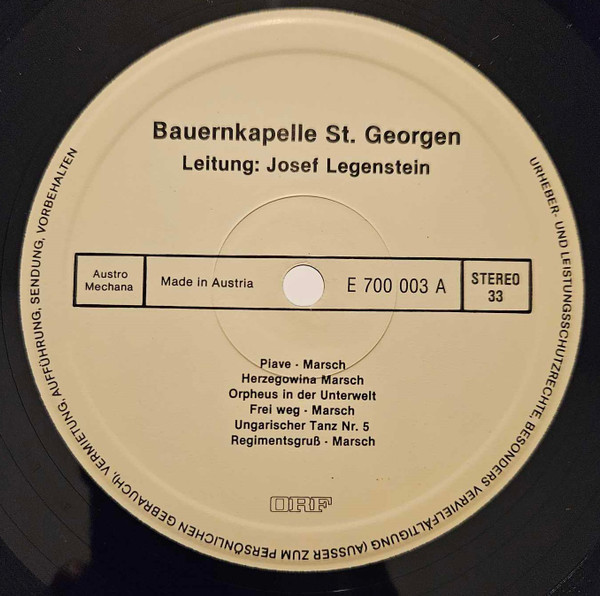 Bauernkapelle St. Georgen
Leitung: Josef Legenstein
Austro
Mechana
Made in Austria
E 700 003 A
STEREO
33
Piave - Marsch
Herzegowina Marsch
Orpheus in der Unterwelt
Frei weg - Marsch
Ungarischer Tanz Nr. 5
Regimentsgruß - Marsch
ORF
URHEBER- UND LEISTUNGSSCHUTZRECHTE, BESONDERS VERVIELFÄLTIGUNG (AUSSER ZUM PERSÖNLICHEN GEBRAUCH), VERMIETUNG, AUFFÜHRUNG, SENDUNG, VORBEHALTEN